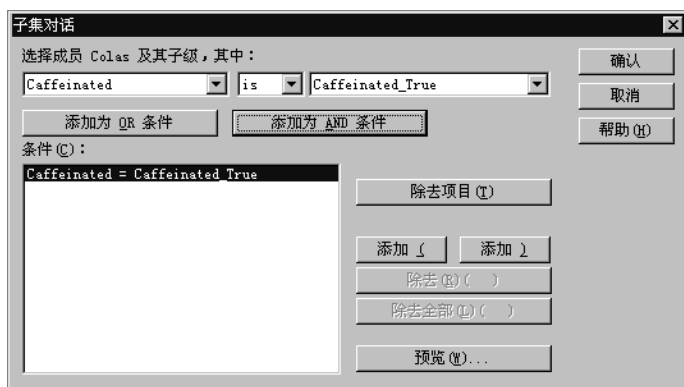 子集对话
选择成员 Colas 及其子级，其中：
Caffeinated is Caffeinated_True
添加为 OR 条件 添加为 AND 条件
条件(C)：
Caffeinated = Caffeinated_True
确认
取消
帮助(H)
除去项目(T)
添加 ( 添加 )
除去(R)( )
除去全部(L)( )
预览(W)...